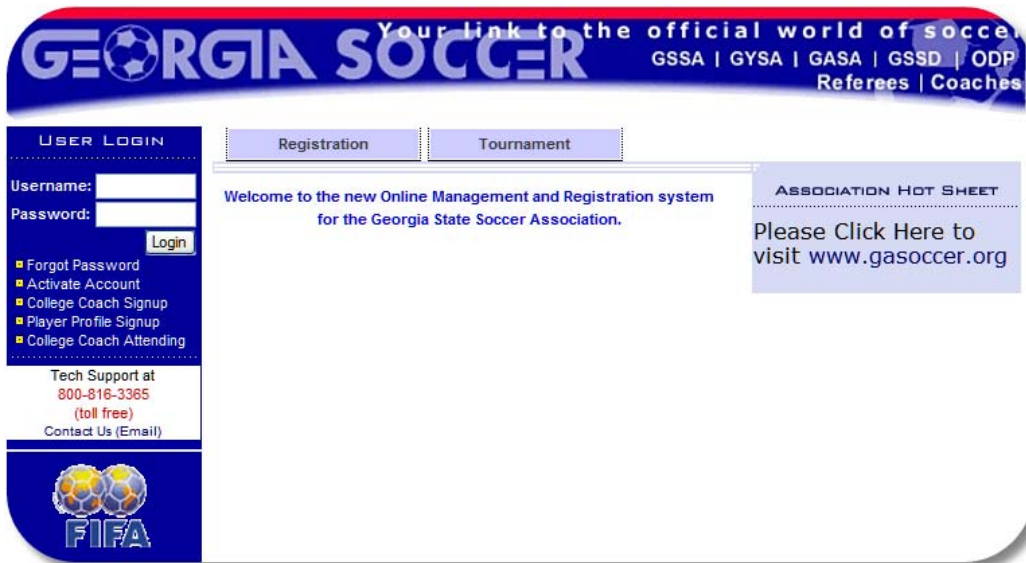 Your link to the official world of soccer
GEORGIA SOCCER
GSSA | GYSA | GASA | GSSD | ODP
Referees | Coaches
USER LOGIN
Username:
Password:
Login
Forgot Password
Activate Account
College Coach Signup
Player Profile Signup
College Coach Attending
Tech Support at
800-816-3365
(toll free)
Contact Us (Email)
FIFA
Registration
Tournament
Welcome to the new Online Management and Registration system
for the Georgia State Soccer Association.
ASSOCIATION HOT SHEET
Please Click Here to
visit www.gasoccer.org